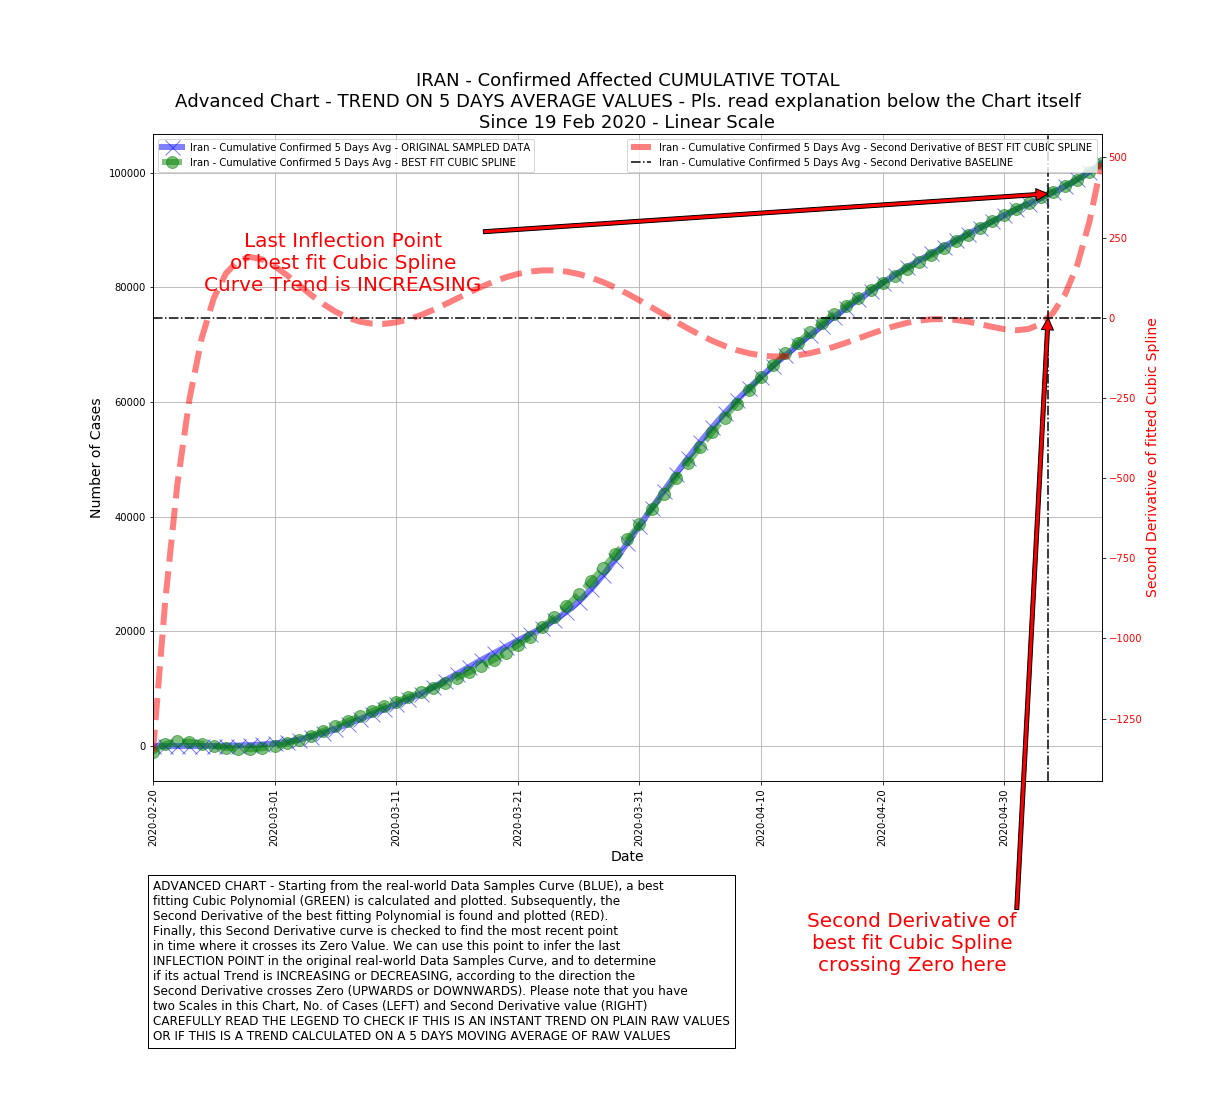 IRAN - Confirmed Affected CUMULATIVE TOTAL
Advanced Chart - TREND ON 5 DAYS AVERAGE VALUES - Pls. read explanation below the Chart itself
Since 19 Feb 2020 - Linear Scale
Iran - Cumulative Confirmed 5 Days Avg - ORIGINAL SAMPLED DATA
Iran - Cumulative Confirmed 5 Days Avg - BEST FIT CUBIC SPLINE
Iran - Cumulative Confirmed 5 Days Avg - Second Derivative of BEST FIT CUBIC SPLINE
Iran - Cumulative Confirmed 5 Days Avg - Second Derivative BASELINE
Last Inflection Point
of best fit Cubic Spline
Curve Trend is INCREASING
Number of Cases
100000
80000
60000
40000
20000
0
Second Derivative of fitted Cubic Spline
500
250
0
−250
−500
−750
−1000
−1250
2020-02-20
2020-03-01
2020-03-11
2020-03-21
2020-03-31
2020-04-10
2020-04-20
2020-04-30
Date
ADVANCED CHART - Starting from the real-world Data Samples Curve (BLUE), a best
fitting Cubic Polynomial (GREEN) is calculated and plotted. Subsequently, the
Second Derivative of the best fitting Polynomial is found and plotted (RED).
Finally, this Second Derivative curve is checked to find the most recent point
in time where it crosses its Zero Value. We can use this point to infer the last
INFLECTION POINT in the original real-world Data Samples Curve, and to determine
if its actual Trend is INCREASING or DECREASING, according to the direction the
Second Derivative crosses Zero (UPWARDS or DOWNWARDS). Please note that you have
two Scales in this Chart, No. of Cases (LEFT) and Second Derivative value (RIGHT)
CAREFULLY READ THE LEGEND TO CHECK IF THIS IS AN INSTANT TREND ON PLAIN RAW VALUES
OR IF THIS IS A TREND CALCULATED ON A 5 DAYS MOVING AVERAGE OF RAW VALUES
Second Derivative of
best fit Cubic Spline
crossing Zero here